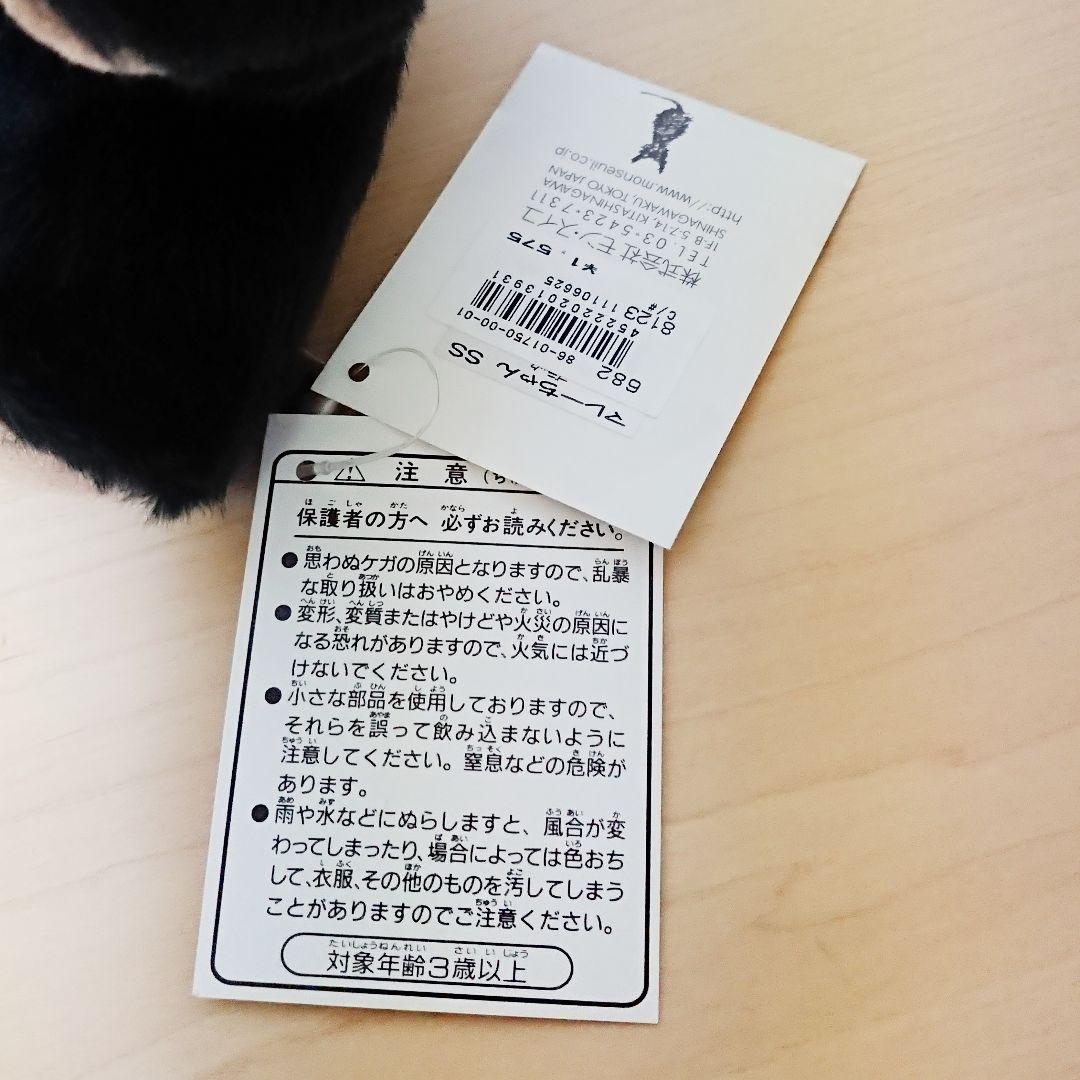 マレーちゃん SS
682
86-01750-00-01
4522202013931
8123 11106625
C/#
¥1,575
株式会社 モン・スイユ
TEL. 03・5423・7311
IF-B 5-7-14, KITASHINAGAWA
SHINAGAWAKU, TOKYO JAPAN
http://www.monseuil.co.jp
注意
保護者の方へ 必ずお読みください。
●思わぬケガの原因となりますので、乱暴
な取り扱いはおやめください。
●変形、変質またはやけどや火災の原因に
なる恐れがありますので、火気には近づ
けないでください。
●小さな部品を使用しておりますので、
それらを誤って飲み込まないように
注意してください。窒息などの危険が
あります。
●雨や水などにぬらしますと、風合が変
わってしまったり、場合によっては色おち
して、衣服、その他のものを汚してしまう
ことがありますのでご注意ください。
対象年齢3歳以上